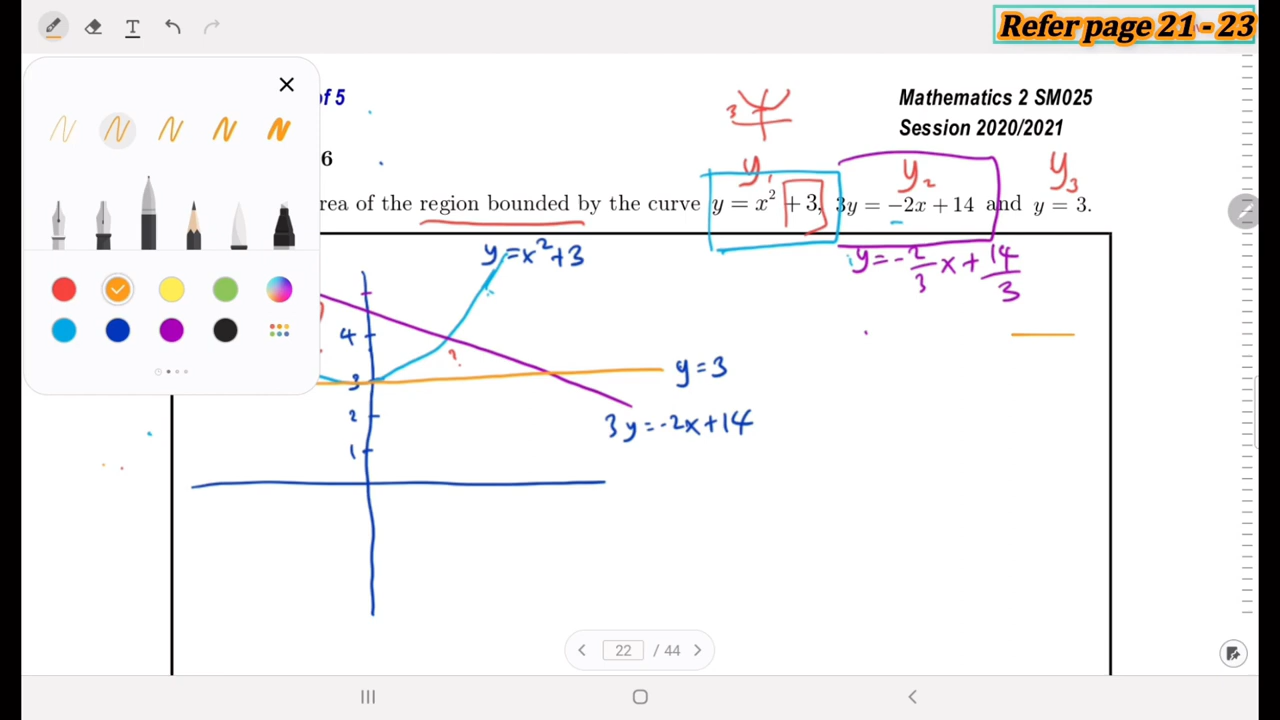 T
Refer page 21 - 23
of 5
Mathematics 2 SM025
Session 2020/2021
3
6
y₁
y₂
y₃
rea of the region bounded by the curve y = x² + 3, 3y = −2x + 14 and y = 3.
y = x²+3
y = -2/3 x + 14/3
4
?
3
y = 3
2
3y = -2x+14
1
22 / 44